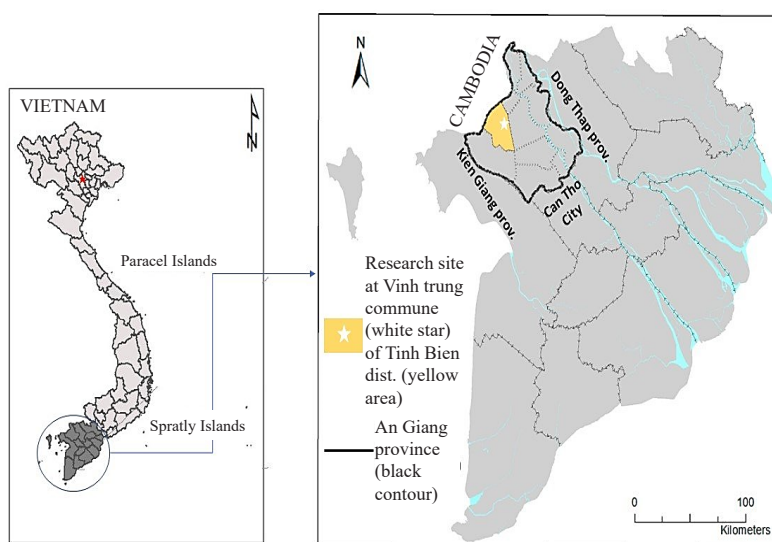 VIETNAM
N
Paracel Islands
Spratly Islands
N
CAMBODIA
Dong Thap prov.
Kien Giang prov.
Can Tho
City
Research site
at Vinh trung
commune
(white star)
of Tinh Bien
dist. (yellow
area)
An Giang
province
(black
contour)
0 100
Kilometers